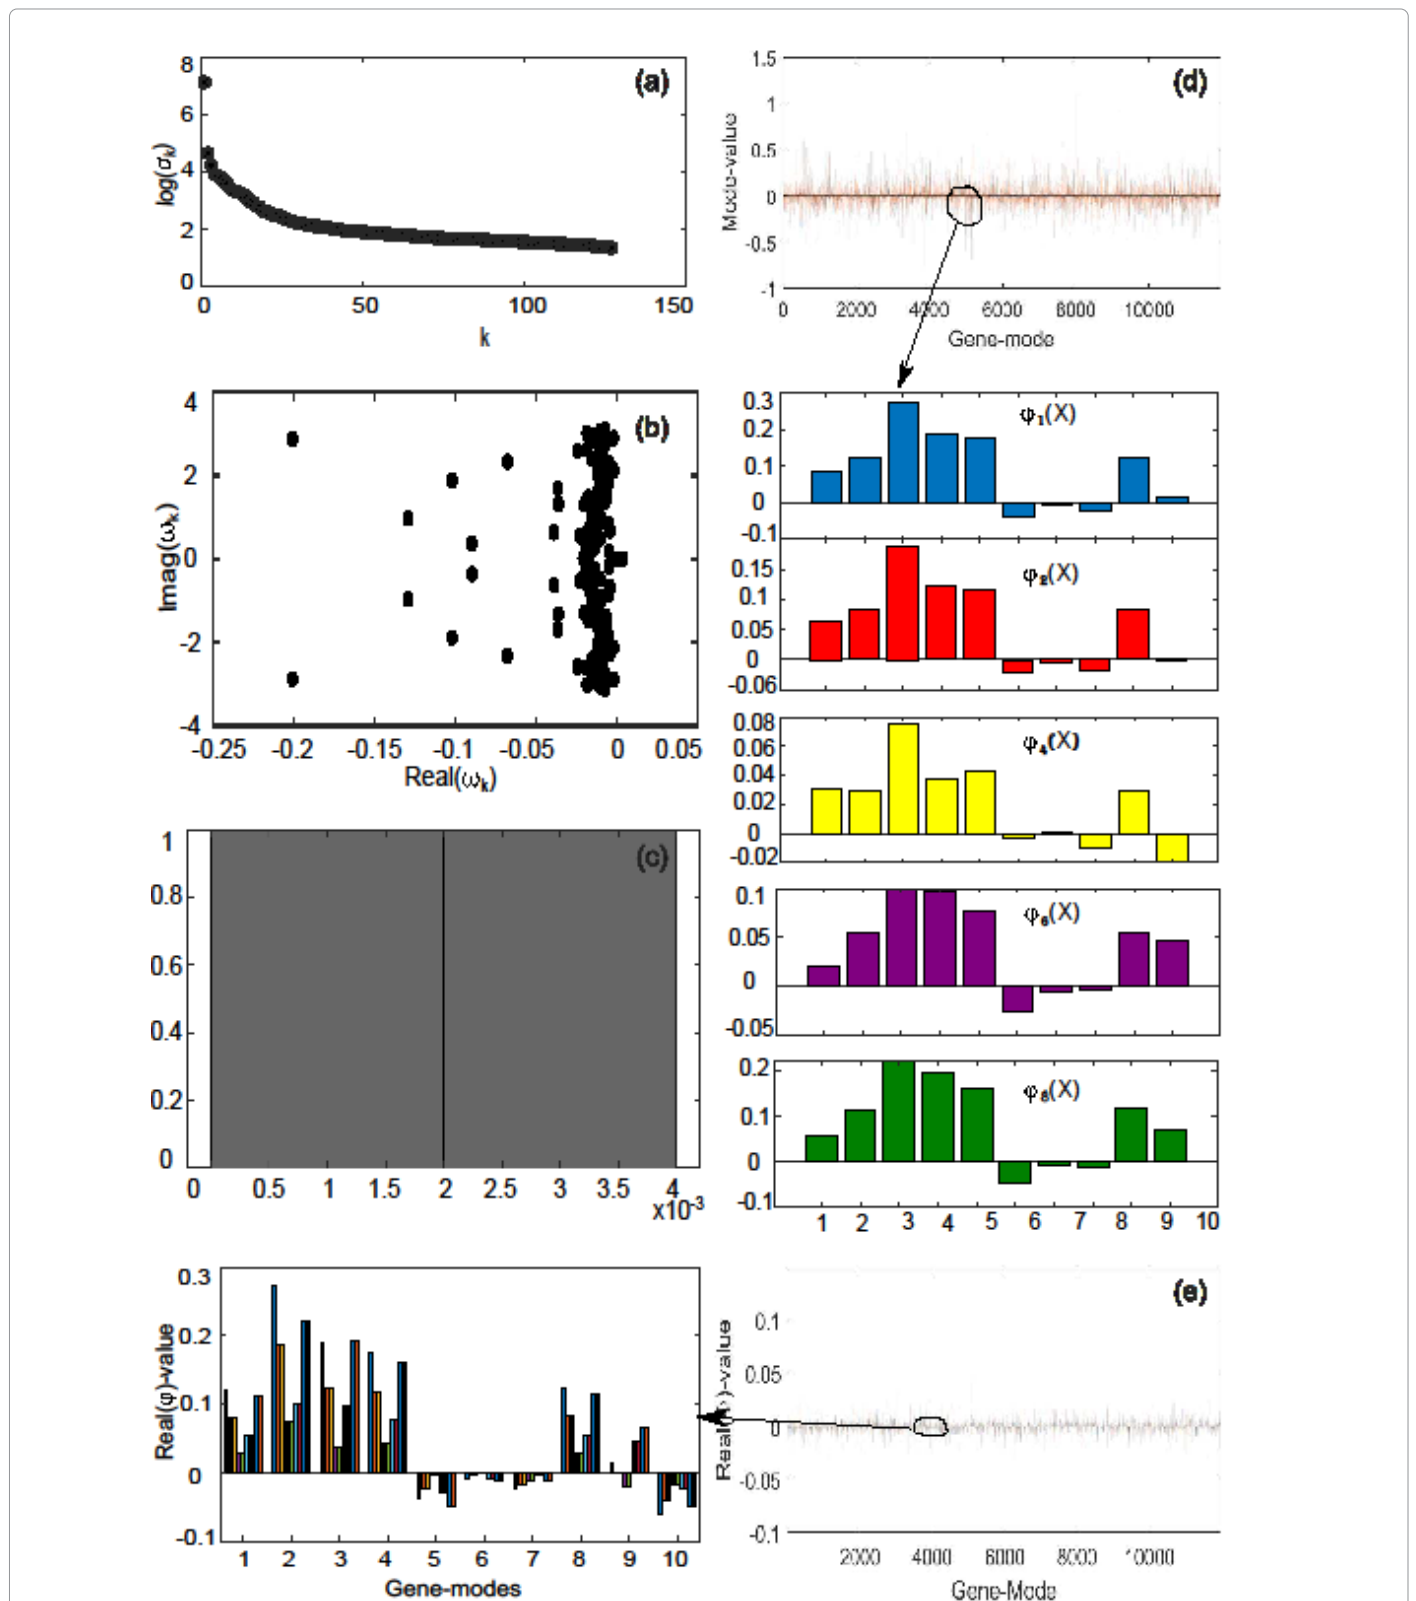 (a)
8
6
4
2
0
log(σk)
0 50 100 150
k
(d)
1.5
1
0.5
0
-0.5
-1
Mode-value
0 2000 4000 6000 8000 10000
Gene-mode
(b)
4
2
0
-2
-4
Imag(ωk)
-0.25 -0.2 -0.15 -0.1 -0.05 0 0.05
Real(ωk)
(c)
1
0.8
0.6
0.4
0.2
0
0 0.5 1 1.5 2 2.5 3 3.5 4
x10-3
φ1(X)
0.3
0.2
0.1
0
-0.1
φ2(X)
0.15
0.1
0.05
0
-0.06
φ4(X)
0.08
0.06
0.04
0.02
0
-0.02
φ6(X)
0.1
0.05
0
-0.05
φ8(X)
0.2
0.1
0
-0.1
1 2 3 4 5 6 7 8 9 10
0.3
0.2
0.1
0
-0.1
Real(φ)-value
1 2 3 4 5 6 7 8 9 10
Gene-modes
(e)
0.1
0.05
0
-0.05
-0.1
2000 4000 6000 8000 10000
Gene-Mode